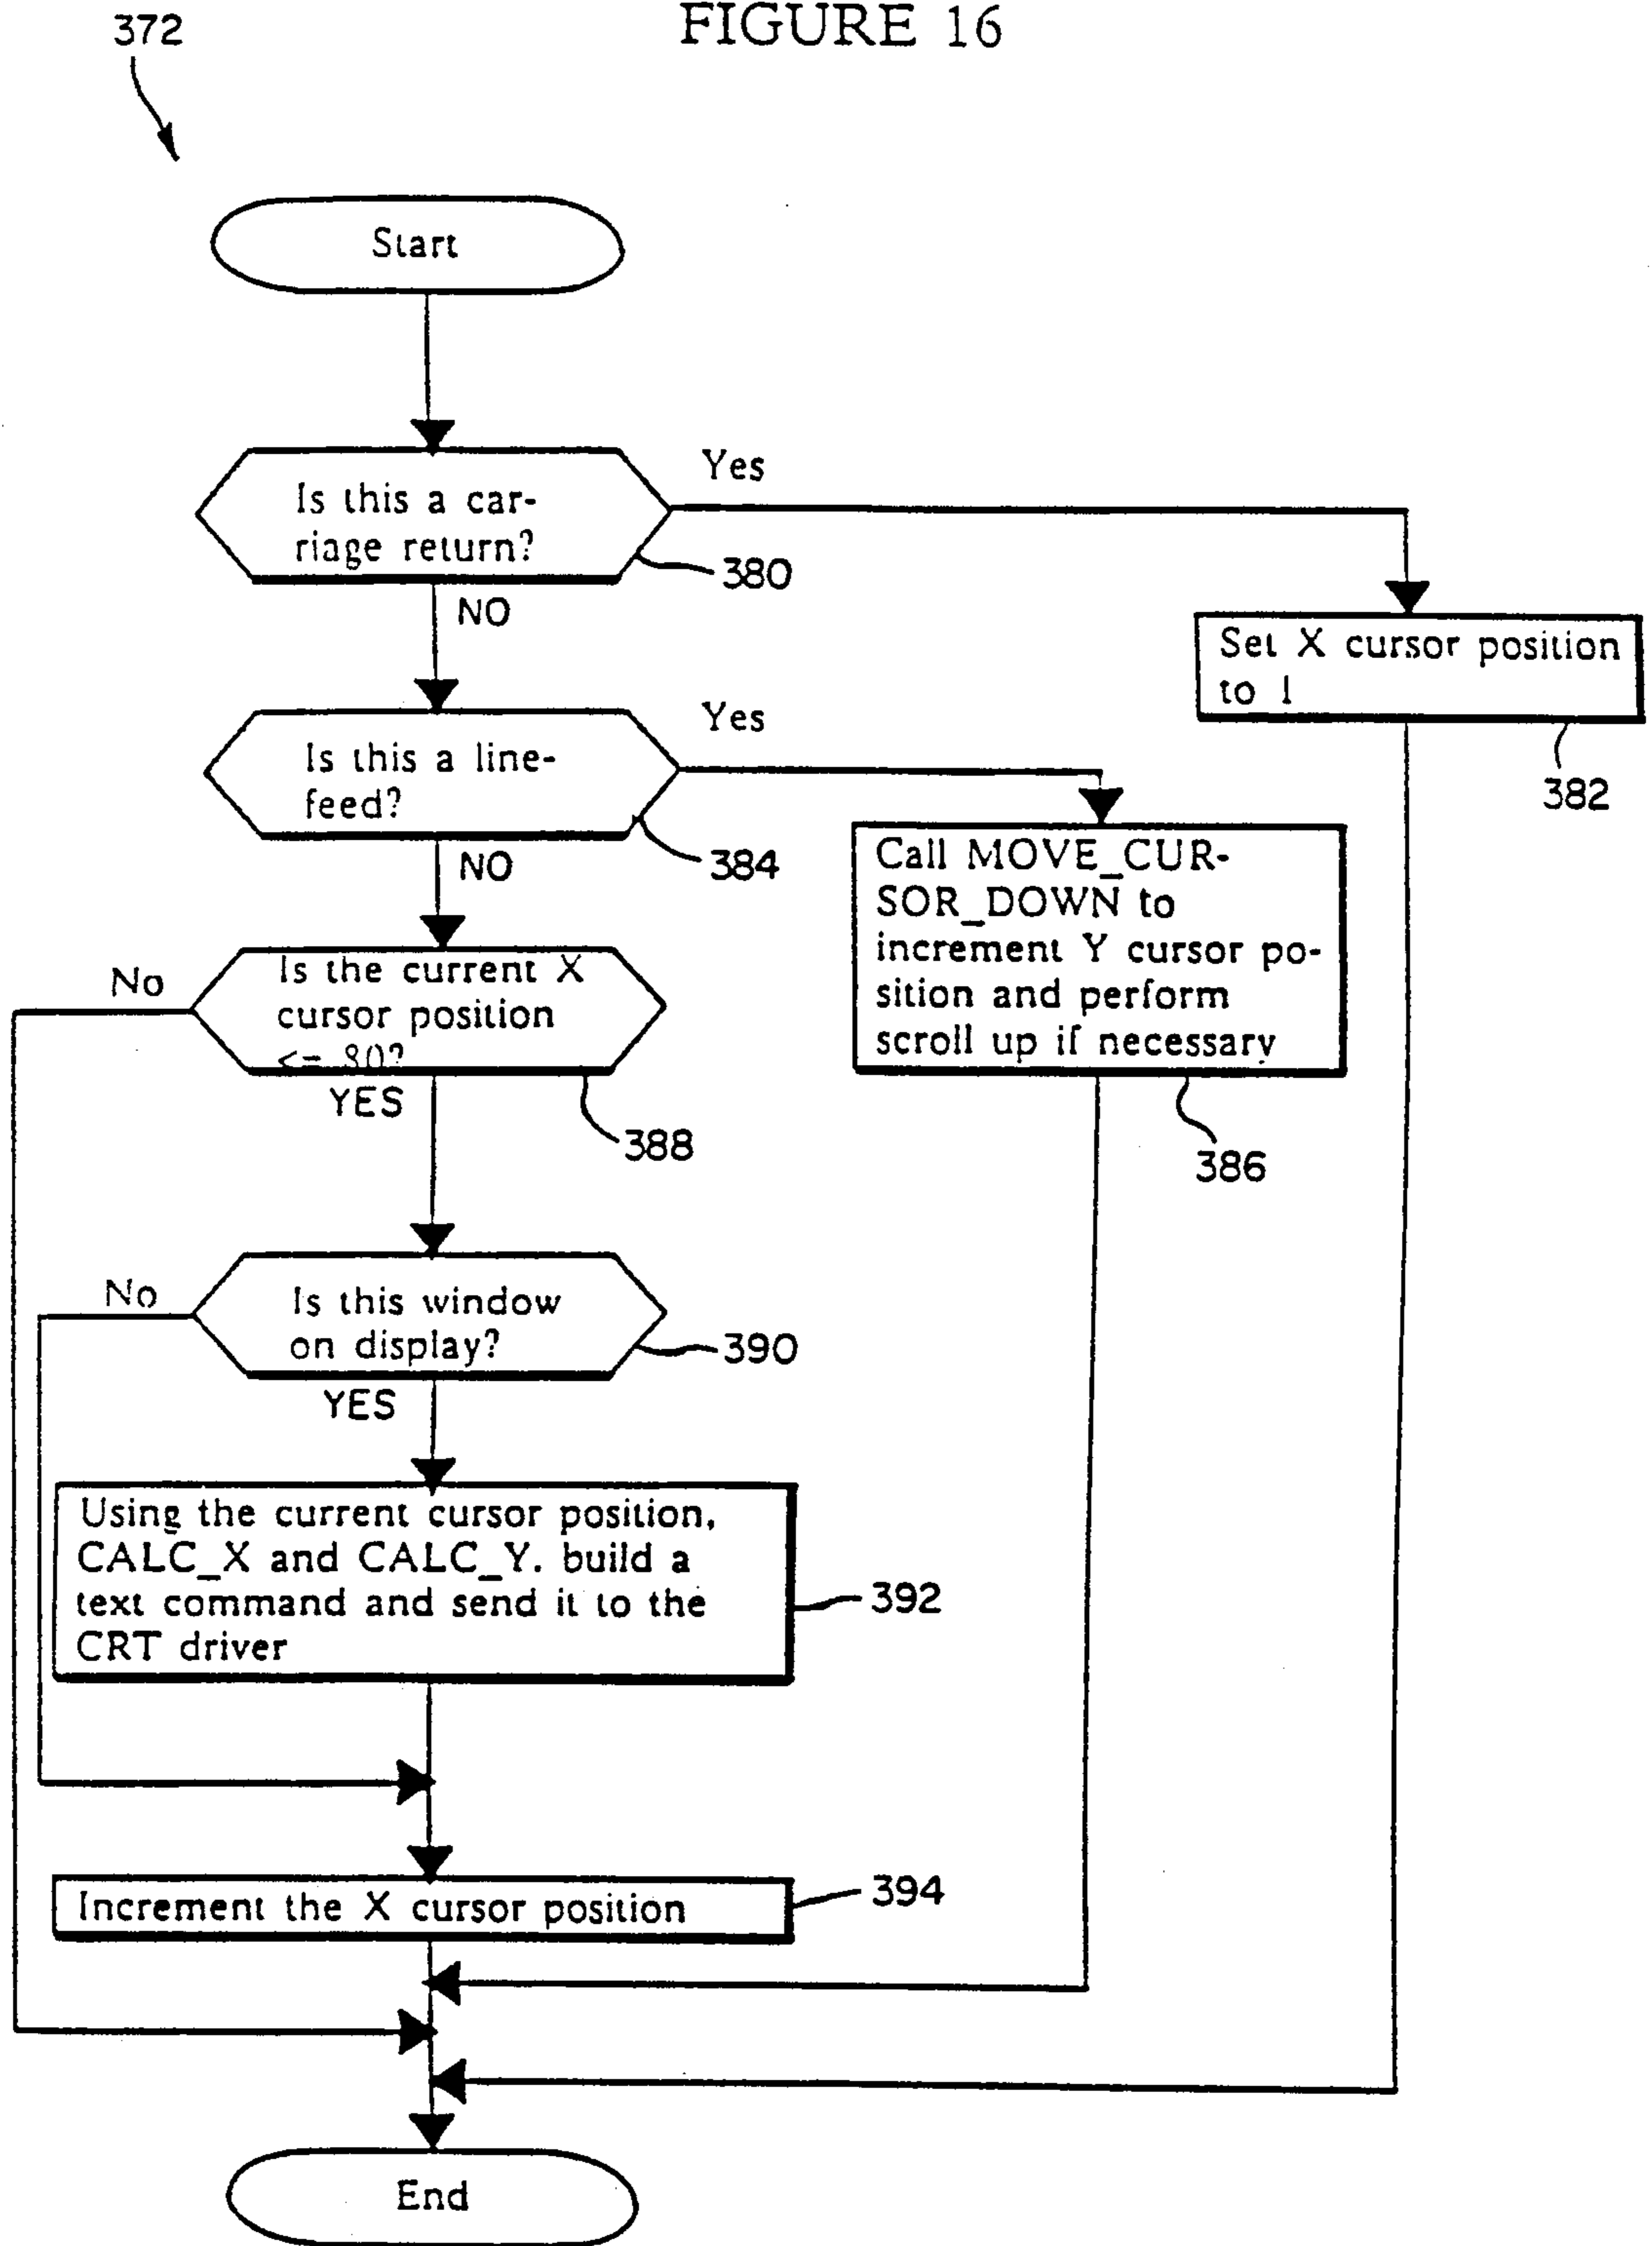 FIGURE 16
372
Start
Is this a car-
riage return?
Yes
380
NO
Set X cursor position
to 1
382
Is this a line-
feed?
Yes
384
NO
Call MOVE_CUR-
SOR_DOWN to
increment Y cursor po-
sition and perform
scroll up if necessary
386
Is the current X
cursor position
<= 80?
No
YES
388
Is this window
on display?
No
390
YES
Using the current cursor position,
CALC_X and CALC_Y. build a
text command and send it to the
CRT driver
392
Increment the X cursor position
394
End